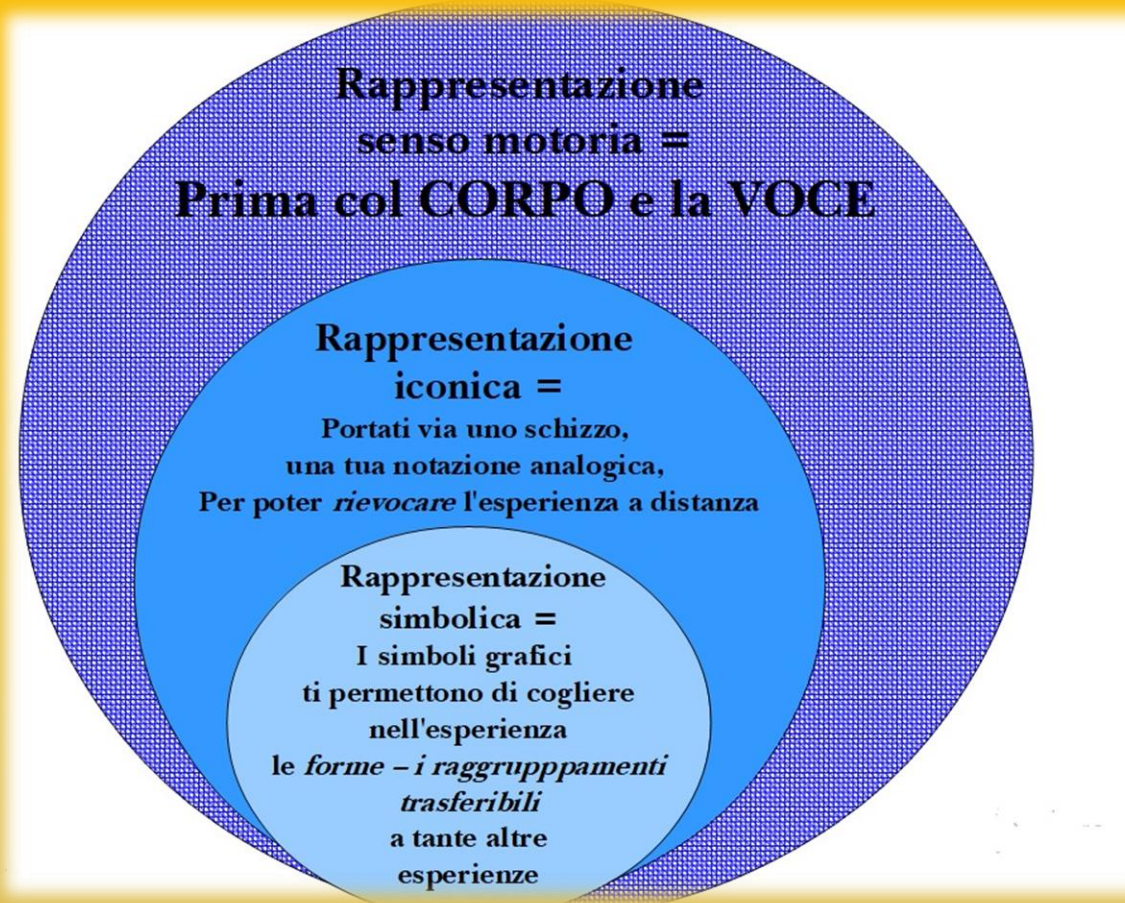 Rappresentazione
senso motoria =
Prima col CORPO e la VOCE
Rappresentazione
iconica =
Portati via uno schizzo,
una tua notazione analogica,
Per poter rievocare l'esperienza a distanza
Rappresentazione
simbolica =
I simboli grafici
ti permettono di cogliere
nell'esperienza
le forme – i raggrupppamenti
trasferibili
a tante altre
esperienze